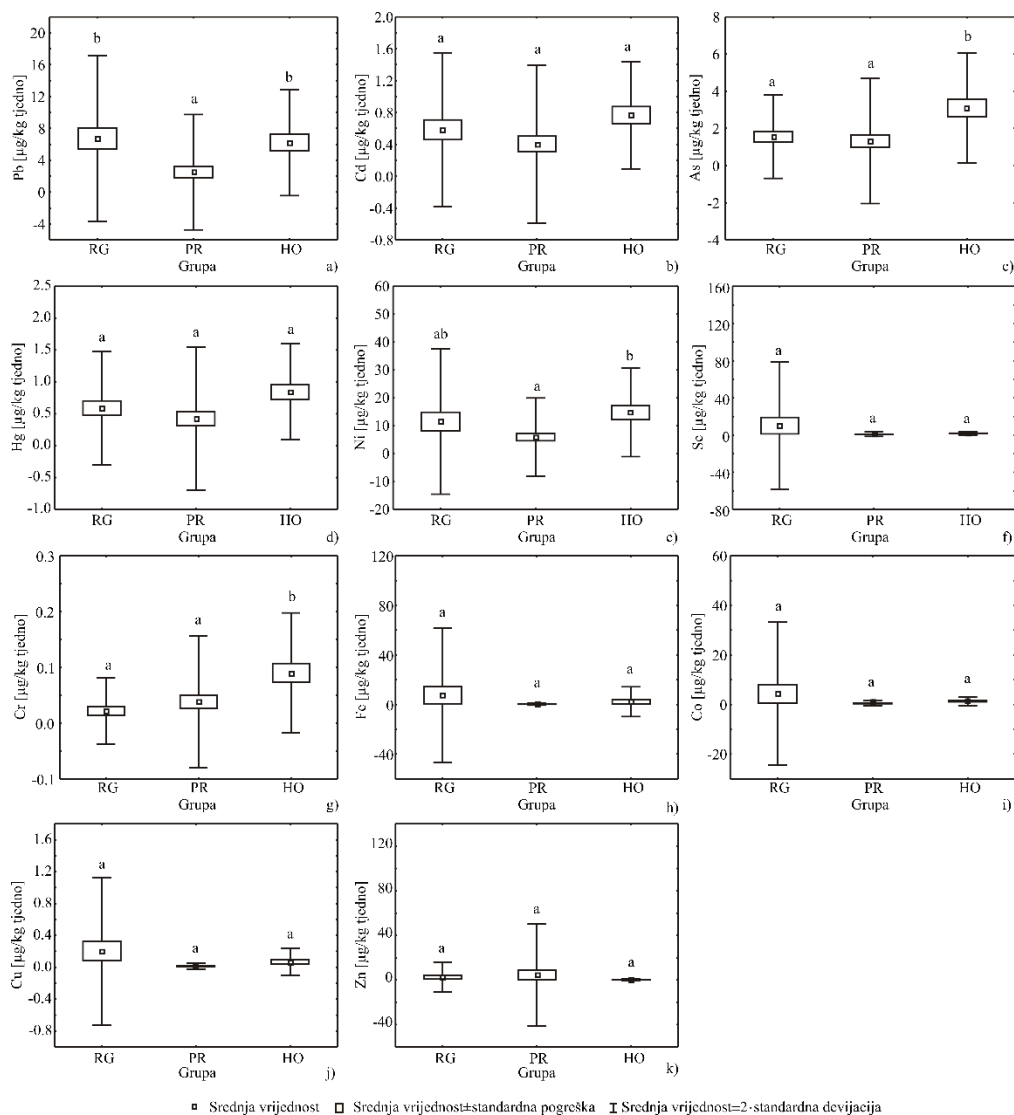 Pb [µg/kg tjedno]
20
16
12
8
4
0
-4
b
a
b
RG PR HO
Grupa
a)
Cd [µg/kg tjedno]
2.0
1.6
1.2
0.8
0.4
0.0
-0.4
-0.8
a
a
a
RG PR HO
Grupa
b)
As [µg/kg tjedno]
8
6
4
2
0
-2
-4
a
a
b
RG PR HO
Grupa
c)
Hg [µg/kg tjedno]
2.5
2.0
1.5
1.0
0.5
0.0
-0.5
-1.0
a
a
a
RG PR HO
Grupa
d)
Ni [µg/kg tjedno]
60
50
40
30
20
10
0
-10
-20
ab
a
b
RG PR HO
Grupa
e)
Se [µg/kg tjedno]
160
120
80
40
0
-40
-80
a
a
a
RG PR HO
Grupa
f)
Cr [µg/kg tjedno]
0.3
0.2
0.1
0.0
-0.1
a
a
b
RG PR HO
Grupa
g)
Fe [µg/kg tjedno]
120
80
40
0
-40
a
a
a
RG PR HO
Grupa
h)
Co [µg/kg tjedno]
60
40
20
0
-20
a
a
a
RG PR HO
Grupa
i)
Cu [µg/kg tjedno]
1.6
1.2
0.8
0.4
0.0
-0.4
-0.8
a
a
a
RG PR HO
Grupa
j)
Zn [µg/kg tjedno]
120
80
40
0
-40
a
a
a
RG PR HO
Grupa
k)
Srednja vrijednost Srednja vrijednost±standardna pogreška Srednja vrijednost=2·standardna devijacija